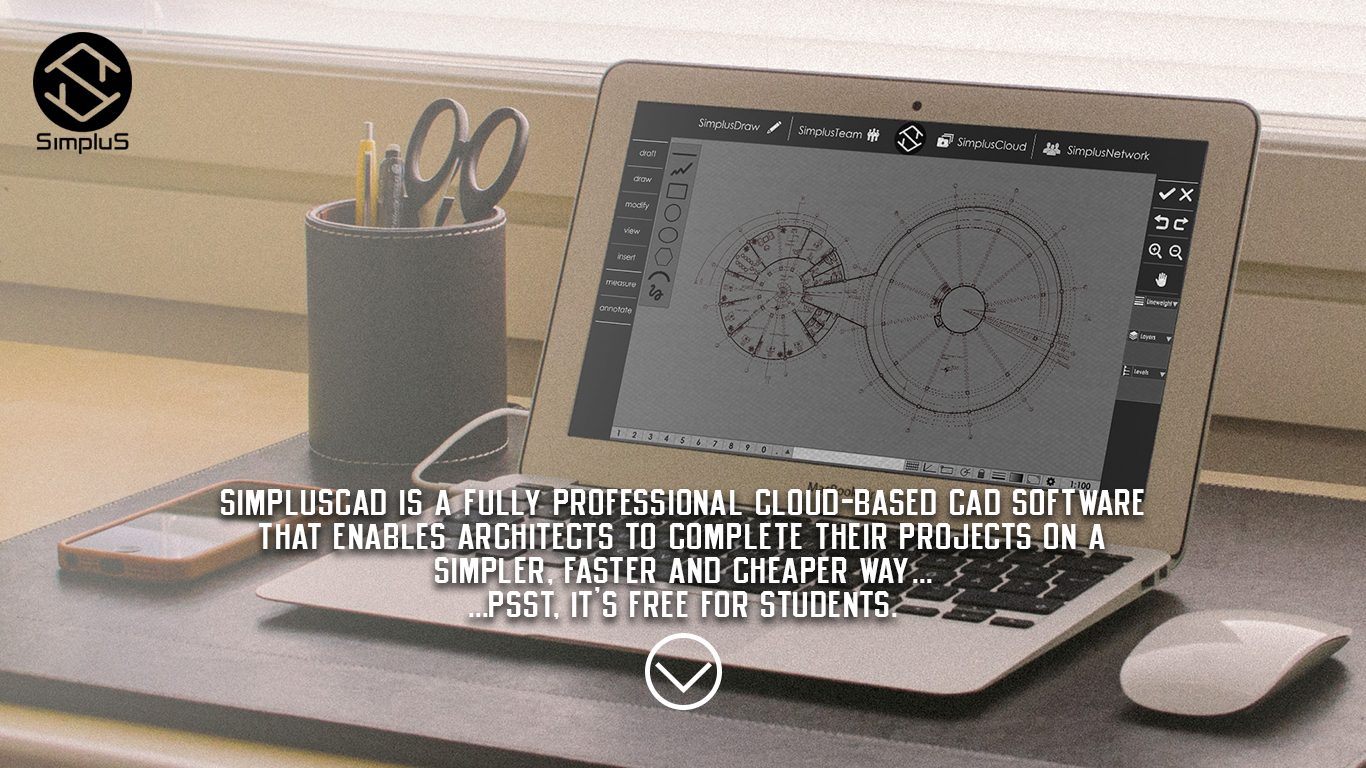 SimpluS
SimplusDraw
SimplusTeam
SimplusCloud
SimplusNetwork
draft
draw
modify
view
insert
measure
annotate
Lineweight
Layers
Levels
1 2 3 4 5 6 7 8 9 0 .
1:100
MacBook
SIMPLUSCAD IS A FULLY PROFESSIONAL CLOUD-BASED CAD SOFTWARE
THAT ENABLES ARCHITECTS TO COMPLETE THEIR PROJECTS ON A
SIMPLER, FASTER AND CHEAPER WAY...
...PSST, IT'S FREE FOR STUDENTS.